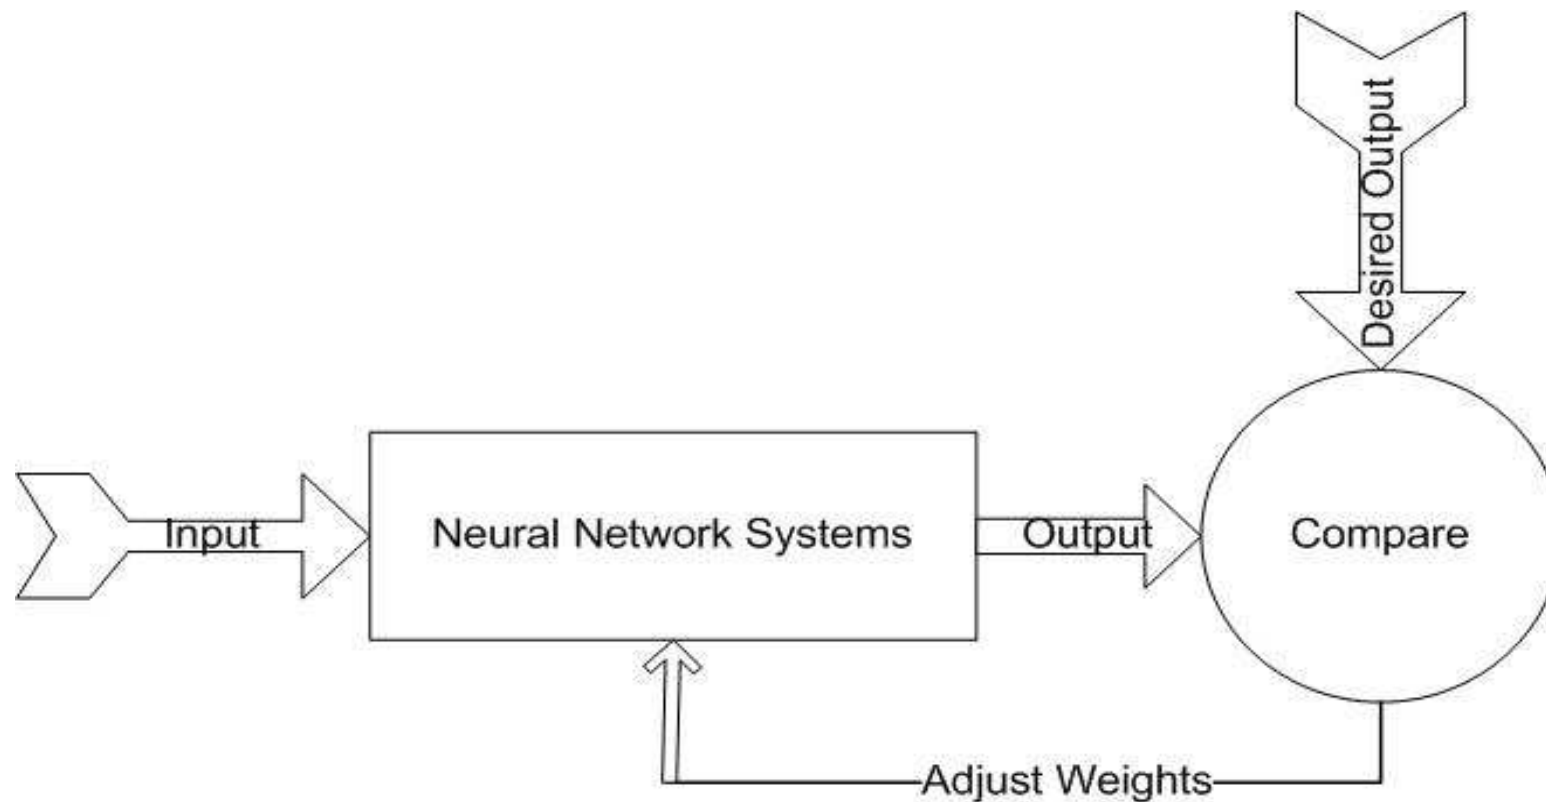 Desired Output
Input
Neural Network Systems
Output
Compare
Adjust Weights